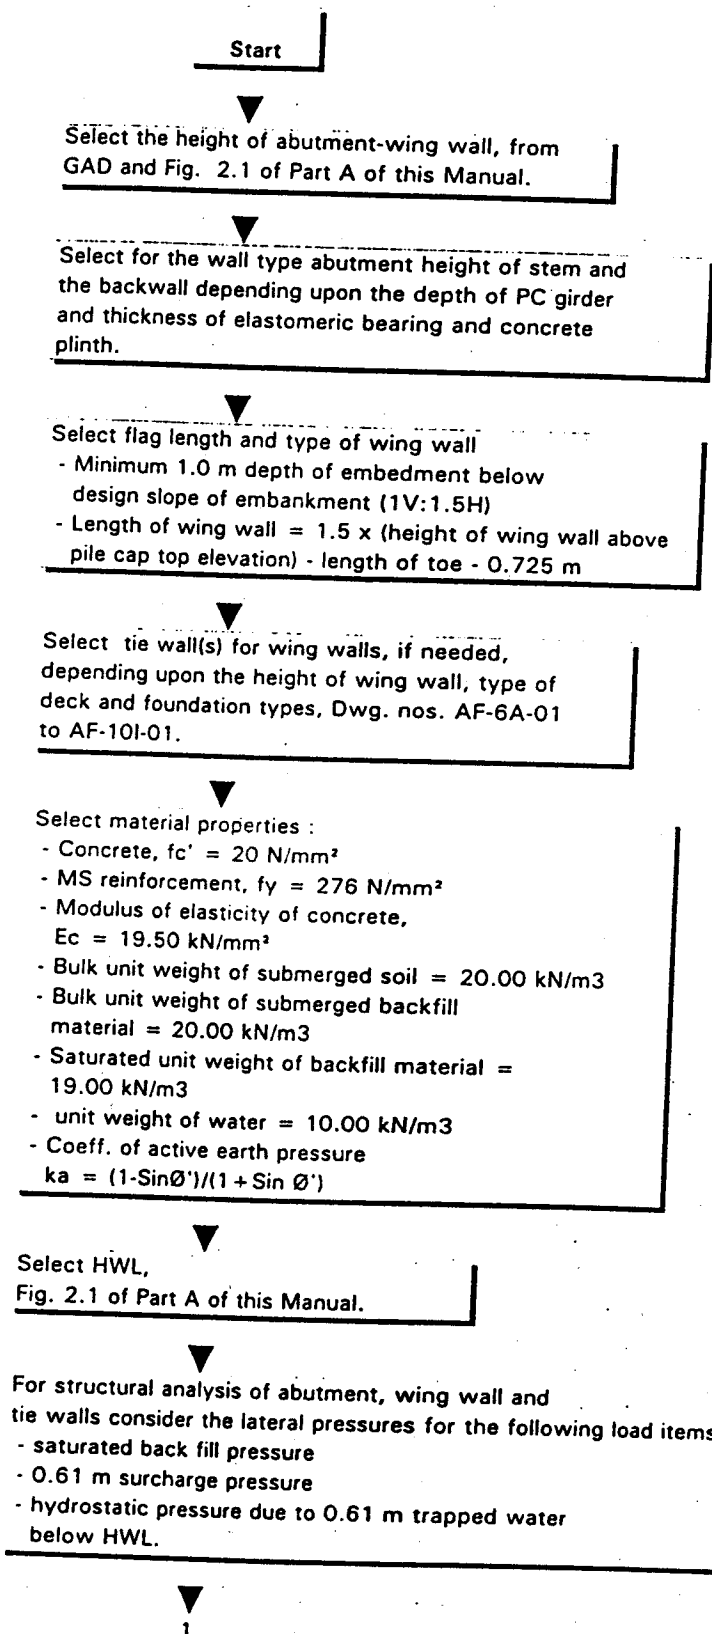 Start
Select the height of abutment-wing wall, from
GAD and Fig. 2.1 of Part A of this Manual.
Select for the wall type abutment height of stem and
the backwall depending upon the depth of PC girder
and thickness of elastomeric bearing and concrete
plinth.
Select flag length and type of wing wall
- Minimum 1.0 m depth of embedment below
design slope of embankment (1V:1.5H)
- Length of wing wall = 1.5 x (height of wing wall above
pile cap top elevation) - length of toe - 0.725 m
Select tie wall(s) for wing walls, if needed,
depending upon the height of wing wall, type of
deck and foundation types, Dwg. nos. AF-6A-01
to AF-10I-01.
Select material properties :
- Concrete, fc' = 20 N/mm²
- MS reinforcement, fy = 276 N/mm²
- Modulus of elasticity of concrete,
Ec = 19.50 kN/mm²
- Bulk unit weight of submerged soil = 20.00 kN/m3
- Bulk unit weight of submerged backfill
material = 20.00 kN/m3
- Saturated unit weight of backfill material =
19.00 kN/m3
- unit weight of water = 10.00 kN/m3
- Coeff. of active earth pressure
ka = (1-SinØ')/(1 + Sin Ø')
Select HWL,
Fig. 2.1 of Part A of this Manual.
For structural analysis of abutment, wing wall and
tie walls consider the lateral pressures for the following load items
- saturated back fill pressure
- 0.61 m surcharge pressure
- hydrostatic pressure due to 0.61 m trapped water
below HWL.
1